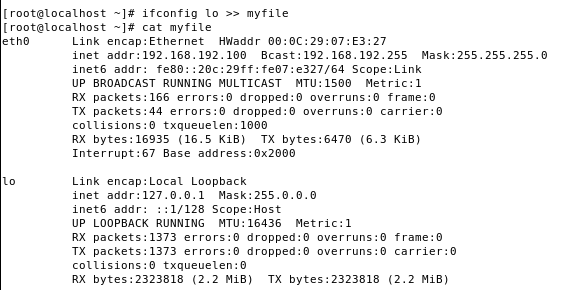 [root@localhost ~]# ifconfig lo >> myfile
[root@localhost ~]# cat myfile
eth0      Link encap:Ethernet  HWaddr 00:0C:29:07:E3:27
          inet addr:192.168.192.100  Bcast:192.168.192.255  Mask:255.255.255.0
          inet6 addr: fe80::20c:29ff:fe07:e327/64 Scope:Link
          UP BROADCAST RUNNING MULTICAST  MTU:1500  Metric:1
          RX packets:166 errors:0 dropped:0 overruns:0 frame:0
          TX packets:44 errors:0 dropped:0 overruns:0 carrier:0
          collisions:0 txqueuelen:1000
          RX bytes:16935 (16.5 KiB)  TX bytes:6470 (6.3 KiB)
          Interrupt:67 Base address:0x2000

lo        Link encap:Local Loopback
          inet addr:127.0.0.1  Mask:255.0.0.0
          inet6 addr: ::1/128 Scope:Host
          UP LOOPBACK RUNNING  MTU:16436  Metric:1
          RX packets:1373 errors:0 dropped:0 overruns:0 frame:0
          TX packets:1373 errors:0 dropped:0 overruns:0 carrier:0
          collisions:0 txqueuelen:0
          RX bytes:2323818 (2.2 MiB)  TX bytes:2323818 (2.2 MiB)